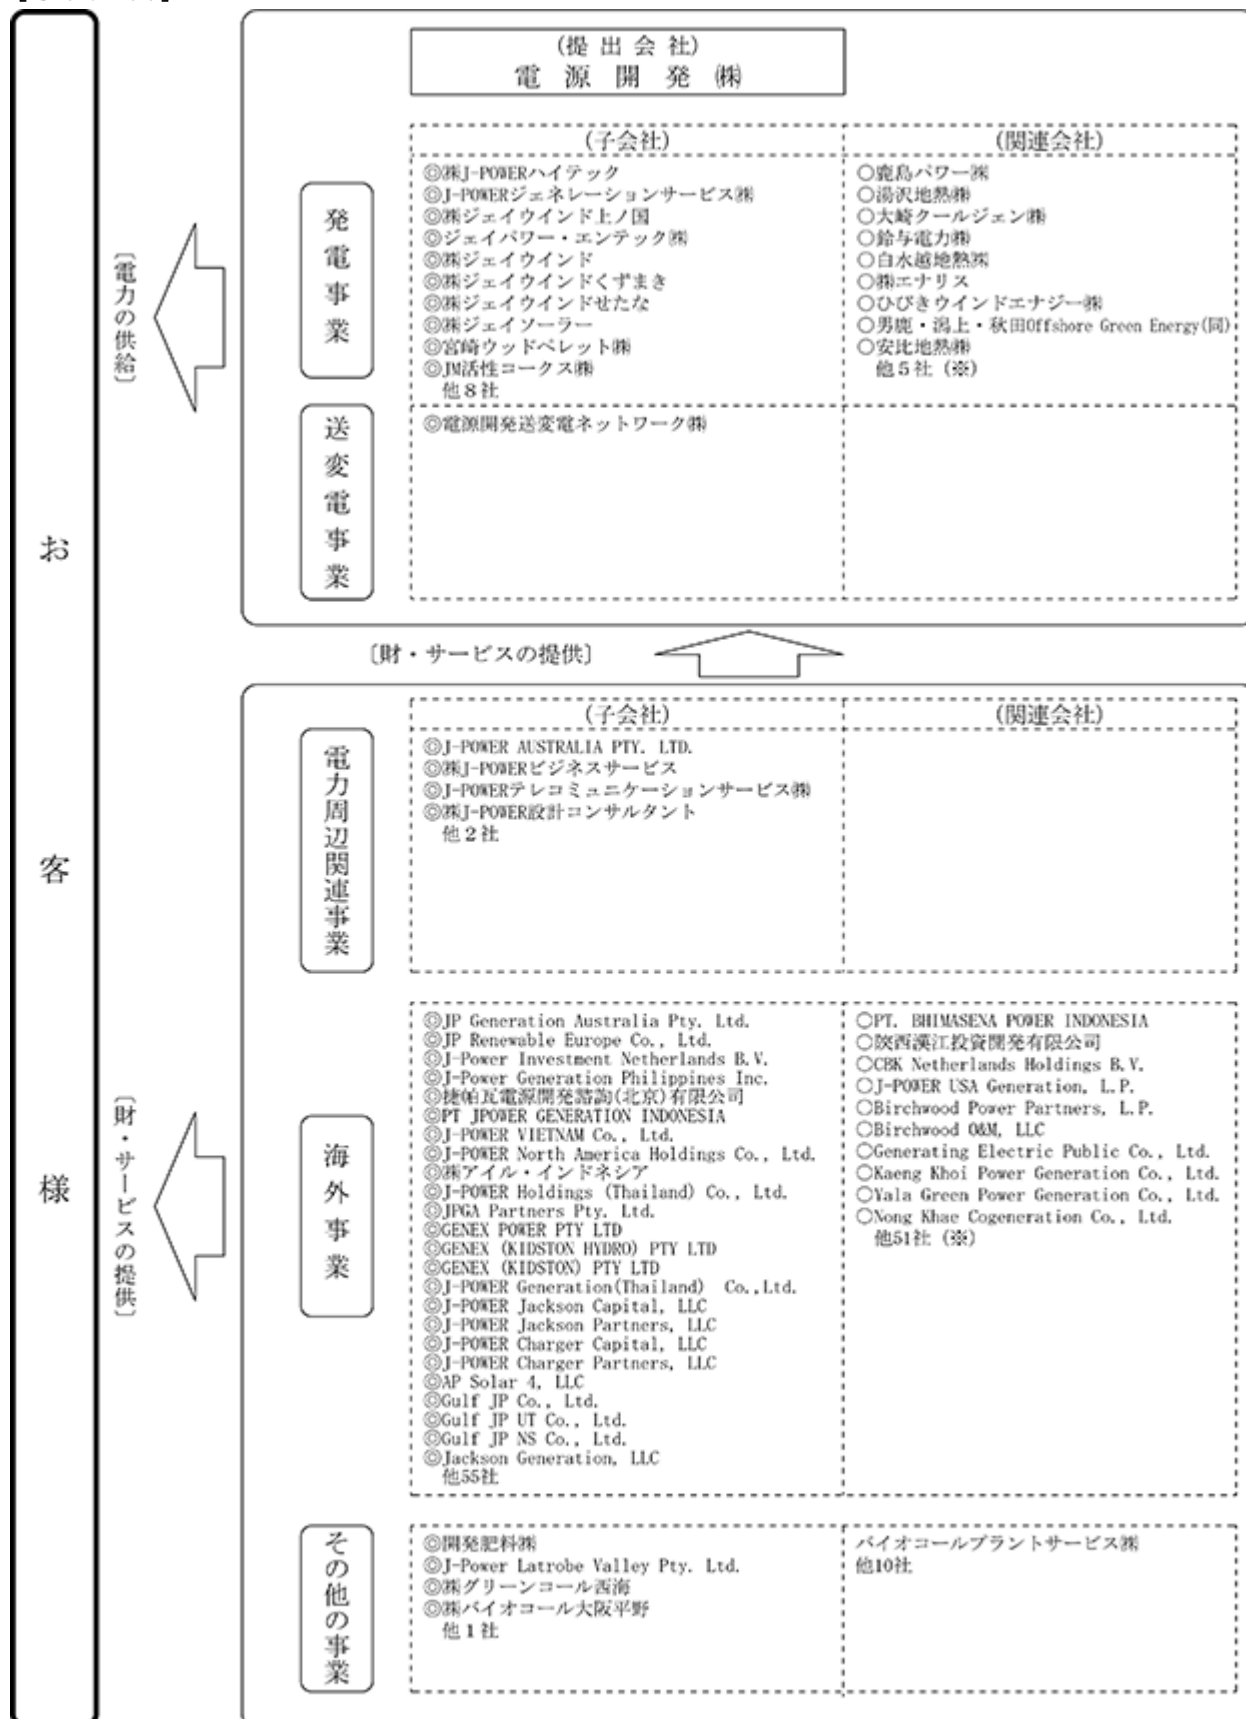 (提出会社)
電源開発㈱
(子会社)
(関連会社)
発電事業
◎㈱J-POWERハイテック
◎J-POWERジェネレーションサービス㈱
◎㈱ジェイウインド上ノ国
◎ジェイパワー・エンテック㈱
◎㈱ジェイウインド
◎㈱ジェイウインドくずまき
◎㈱ジェイウインドせたな
◎㈱ジェイソーラー
◎宮崎ウッドペレット㈱
◎JM活性コークス㈱
他8社
○鹿島パワー㈱
○湯沢地熱㈱
○大崎クールジェン㈱
○鈴与電力㈱
○白水越地熱㈱
○㈱エナリス
○ひびきウインドエナジー㈱
○男鹿・潟上・秋田Offshore Green Energy(同)
○安比地熱㈱
他5社 (※)
送変電事業
◎電源開発送変電ネットワーク㈱
〔電力の供給〕
お客様
〔財・サービスの提供〕
(子会社)
(関連会社)
電力周辺関連事業
◎J-POWER AUSTRALIA PTY. LTD.
◎㈱J-POWERビジネスサービス
◎J-POWERテレコミュニケーションサービス㈱
◎㈱J-POWER設計コンサルタント
他2社
〔財・サービスの提供〕
海外事業
◎JP Generation Australia Pty. Ltd.
◎JP Renewable Europe Co., Ltd.
◎J-Power Investment Netherlands B.V.
◎J-Power Generation Philippines Inc.
◎捷帕瓦電源開発諮詢(北京)有限公司
◎PT JPOWER GENERATION INDONESIA
◎J-POWER VIETNAM Co., Ltd.
◎J-POWER North America Holdings Co., Ltd.
◎㈱アイル・インドネシア
◎J-POWER Holdings (Thailand) Co., Ltd.
◎JPGA Partners Pty. Ltd.
◎GENEX POWER PTY LTD
◎GENEX (KIDSTON HYDRO) PTY LTD
◎GENEX (KIDSTON) PTY LTD
◎J-POWER Generation(Thailand) Co.,Ltd.
◎J-POWER Jackson Capital, LLC
◎J-POWER Jackson Partners, LLC
◎J-POWER Charger Capital, LLC
◎J-POWER Charger Partners, LLC
◎AP Solar 4, LLC
◎Gulf JP Co., Ltd.
◎Gulf JP UT Co., Ltd.
◎Gulf JP NS Co., Ltd.
◎Jackson Generation, LLC
他55社
○PT. BHIMASENA POWER INDONESIA
○陝西漢江投資開発有限公司
○CBK Netherlands Holdings B.V.
○J-POWER USA Generation, L.P.
○Birchwood Power Partners, L.P.
○Birchwood O&M, LLC
○Generating Electric Public Co., Ltd.
○Kaeng Khoi Power Generation Co., Ltd.
○Yala Green Power Generation Co., Ltd.
○Nong Khae Cogeneration Co., Ltd.
他51社 (※)
その他の事業
◎開発肥料㈱
◎J-Power Latrobe Valley Pty. Ltd.
◎㈱グリーンコール西海
◎㈱バイオコール大阪平野
他1社
バイオコールプラントサービス㈱
他10社